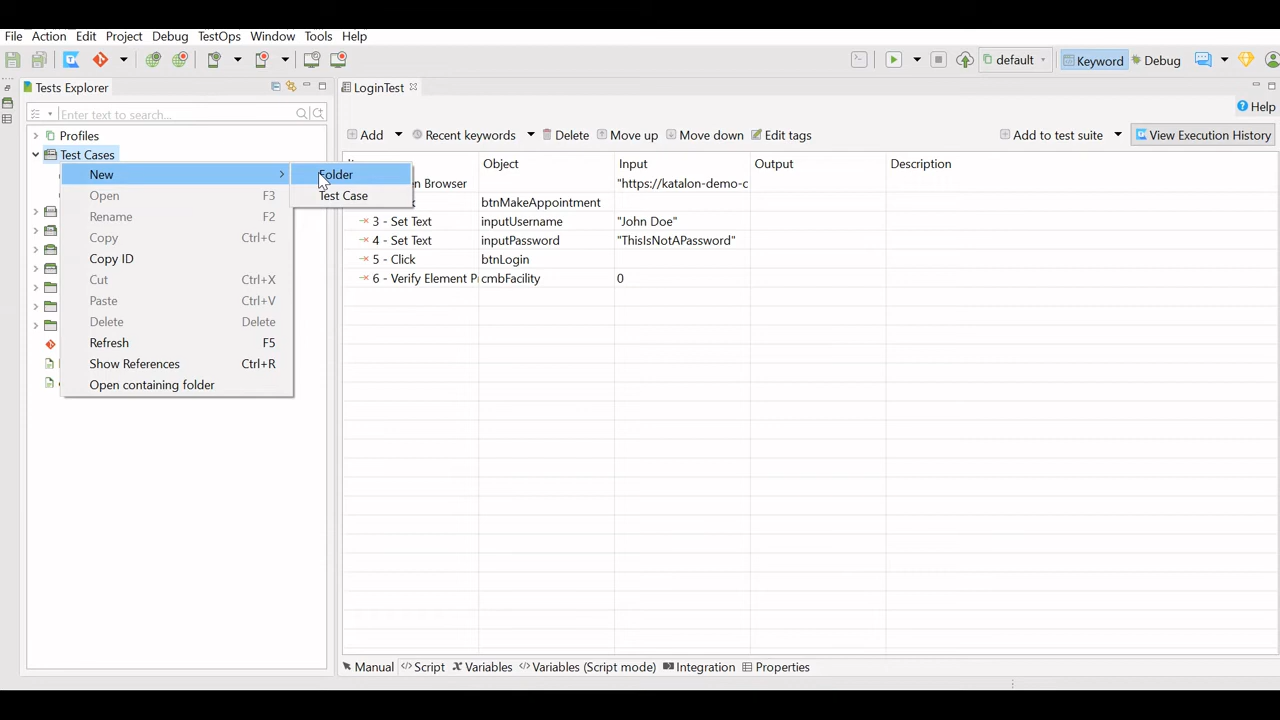 File Action Edit Project Debug TestOps Window Tools Help
default Keyword Debug
Tests Explorer
Enter text to search...
Profiles
Test Cases
New
Open F3
Rename F2
Copy Ctrl+C
Copy ID
Cut Ctrl+X
Paste Ctrl+V
Delete Delete
Refresh F5
Show References Ctrl+R
Open containing folder
Folder
Test Case
LoginTest
Help
Add Recent keywords Delete Move up Move down Edit tags Add to test suite View Execution History
Object Input Output Description
Browser "https://katalon-demo-c
btnMakeAppointment
3 - Set Text inputUsername "John Doe"
4 - Set Text inputPassword "ThisIsNotAPassword"
5 - Click btnLogin
6 - Verify Element P cmbFacility 0
Manual Script Variables Variables (Script mode) Integration Properties